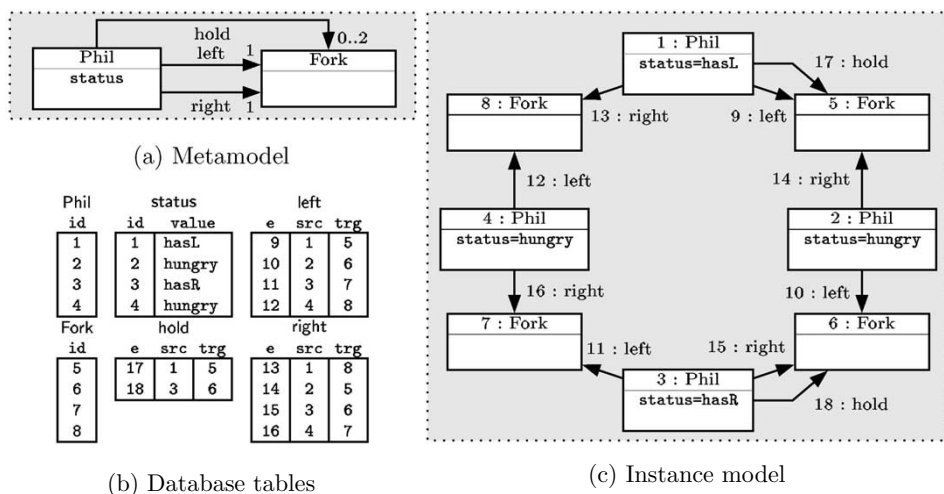 Phil
status
hold
left
1
0..2
Fork
right
1
(a) Metamodel
Phil
id
1
2
3
4
status
id value
1 hasL
2 hungry
3 hasR
4 hungry
left
e src trg
9 1 5
10 2 6
11 3 7
12 4 8
Fork
id
5
6
7
8
hold
e src trg
17 1 5
18 3 6
right
e src trg
13 1 8
14 2 5
15 3 6
16 4 7
(b) Database tables
1 : Phil
status=hasL
17 : hold
8 : Fork
13 : right
9 : left
5 : Fork
12 : left
14 : right
4 : Phil
status=hungry
2 : Phil
status=hungry
16 : right
10 : left
7 : Fork
6 : Fork
11 : left
15 : right
3 : Phil
status=hasR
18 : hold
(c) Instance model